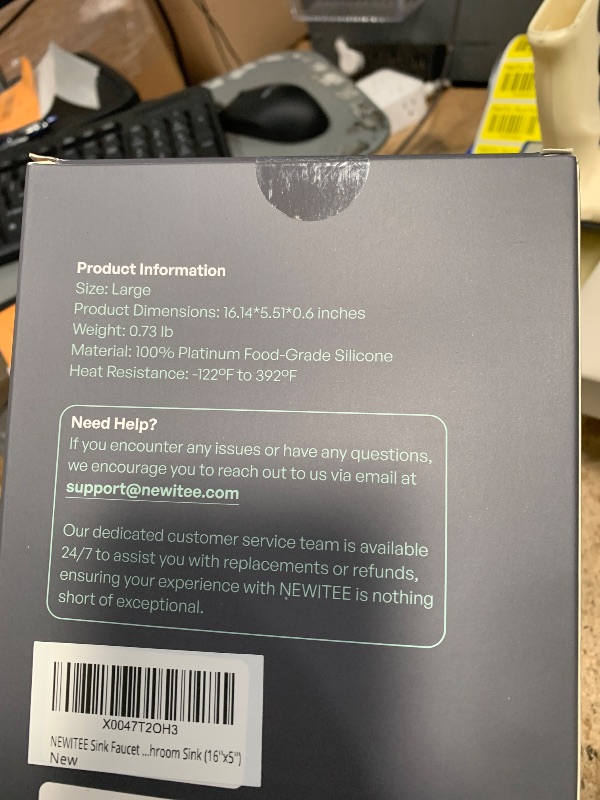 Product Information
Size: Large
Product Dimensions: 16.14*5.51*0.6 inches
Weight: 0.73 lb
Material: 100% Platinum Food-Grade Silicone
Heat Resistance: -122ºF to 392ºF
Need Help?
If you encounter any issues or have any questions,
we encourage you to reach out to us via email at
support@newitee.com
Our dedicated customer service team is available
24/7 to assist you with replacements or refunds,
ensuring your experience with NEWITEE is nothing
short of exceptional.
X0047T2OH3
NEWITEE Sink Faucet ...hroom Sink (16"x5")
New